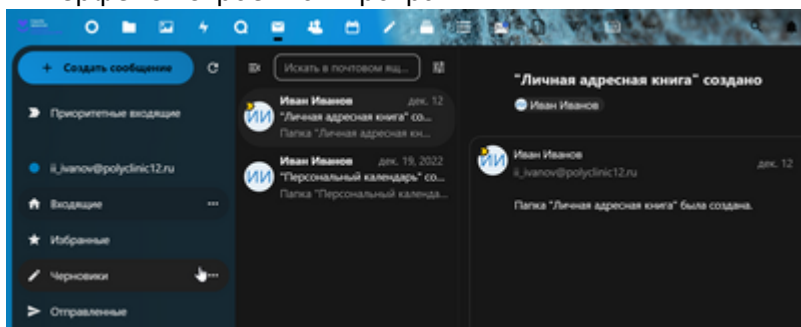 Создать сообщение
Приоритетные входящие
ii_ivanov@polyclinic12.ru
Входящие
Избранные
Черновики
Отправленные
Искать в почтовом ящ...
Иван Иванов дек. 12
"Личная адресная книга" со...
Папка "Личная адресная кн...
Иван Иванов дек. 19, 2022
"Персональный календарь" со...
Папка "Персональный календа...
"Личная адресная книга" создано
Иван Иванов
ИИ Иван Иванов
ii_ivanov@polyclinic12.ru
дек. 12
Папка "Личная адресная книга" была создана.